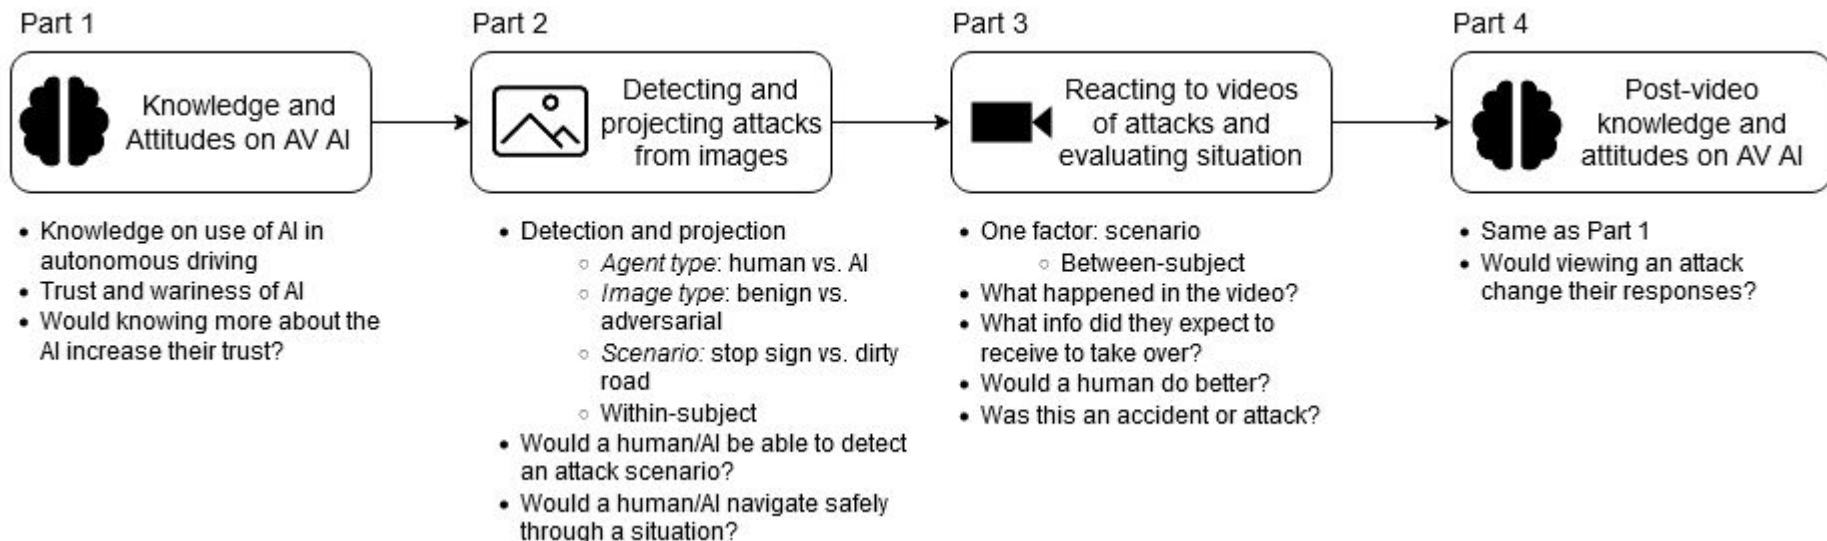 Part 1
Knowledge and
Attitudes on AV AI
• Knowledge on use of AI in
autonomous driving
• Trust and wariness of AI
• Would knowing more about the
AI increase their trust?
Part 2
Detecting and
projecting attacks
from images
• Detection and projection
○ Agent type: human vs. AI
○ Image type: benign vs.
adversarial
○ Scenario: stop sign vs. dirty
road
○ Within-subject
• Would a human/AI be able to detect
an attack scenario?
• Would a human/AI navigate safely
through a situation?
Part 3
Reacting to videos
of attacks and
evaluating situation
• One factor: scenario
○ Between-subject
• What happened in the video?
• What info did they expect to
receive to take over?
• Would a human do better?
• Was this an accident or attack?
Part 4
Post-video
knowledge and
attitudes on AV AI
• Same as Part 1
• Would viewing an attack
change their responses?